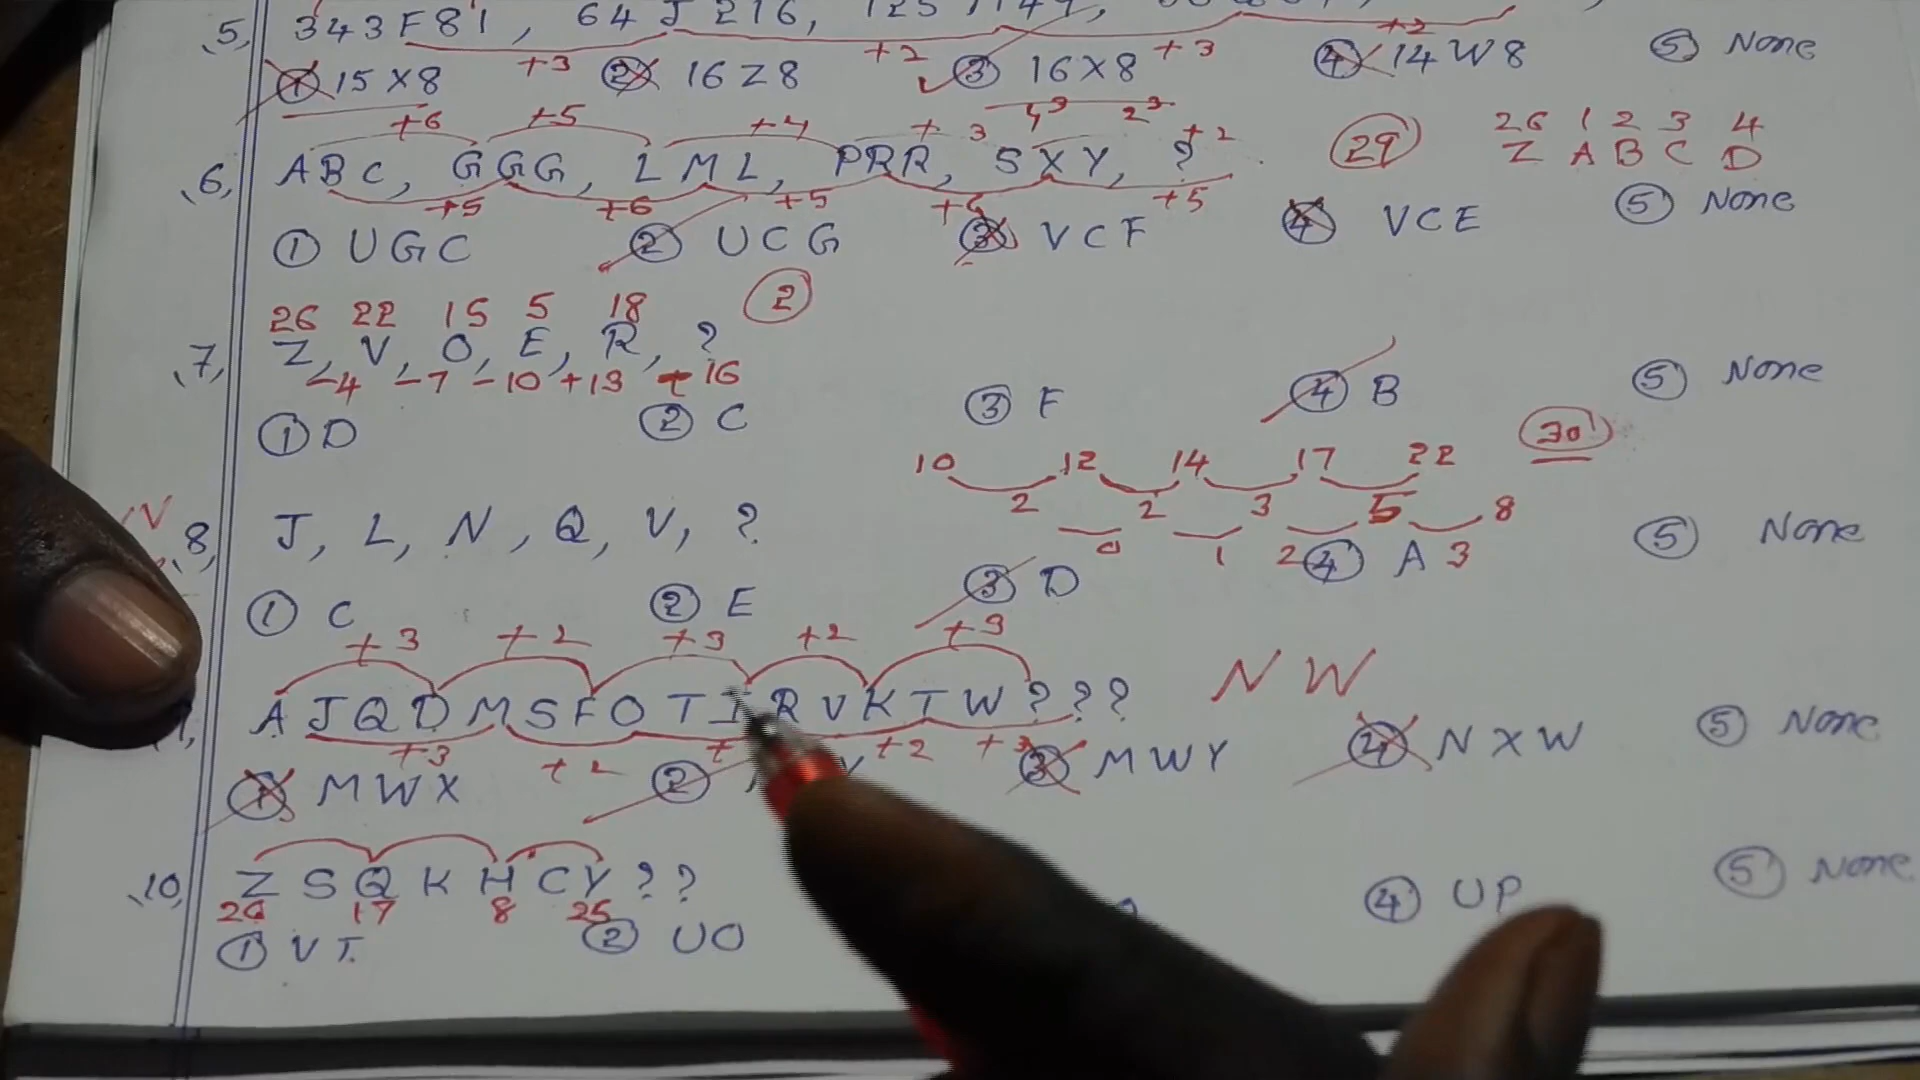 5, 343F81, 64J216,
+3 +2 +3 +2
① 15X8 ② 16Z8 ③ 16X8 ④ 14W8 ⑤ None
+6 +5 +4 +3 4³ 2³ +2 29 26 1 2 3 4
6, ABC, GGG, LML, PRR, SXY, ? Z A B C D
+5 +6 +5 +6 +5
① UGC ② UCG ③ VCF ④ VCE ⑤ None
26 22 15 5 18 2
7, Z, V, O, E, R, ?
-4 -7 -10 +13 +16
① D ② C ③ F ④ B ⑤ None
10 12 14 17 22 30
2 2 3 5 8
8, J, L, N, Q, V, ?
0 1 2 3
① C ② E ③ D ④ A ⑤ None
+3 +2 +3 +2 +3
AJQDMSFOTIRVKTW??? NW
+3 +2 + +2 +3
① MWX ② ③ MWY ④ NXW ⑤ None
10, ZSQKHCY??
26 17 8 25
① VT ② UO ④ UP ⑤ None